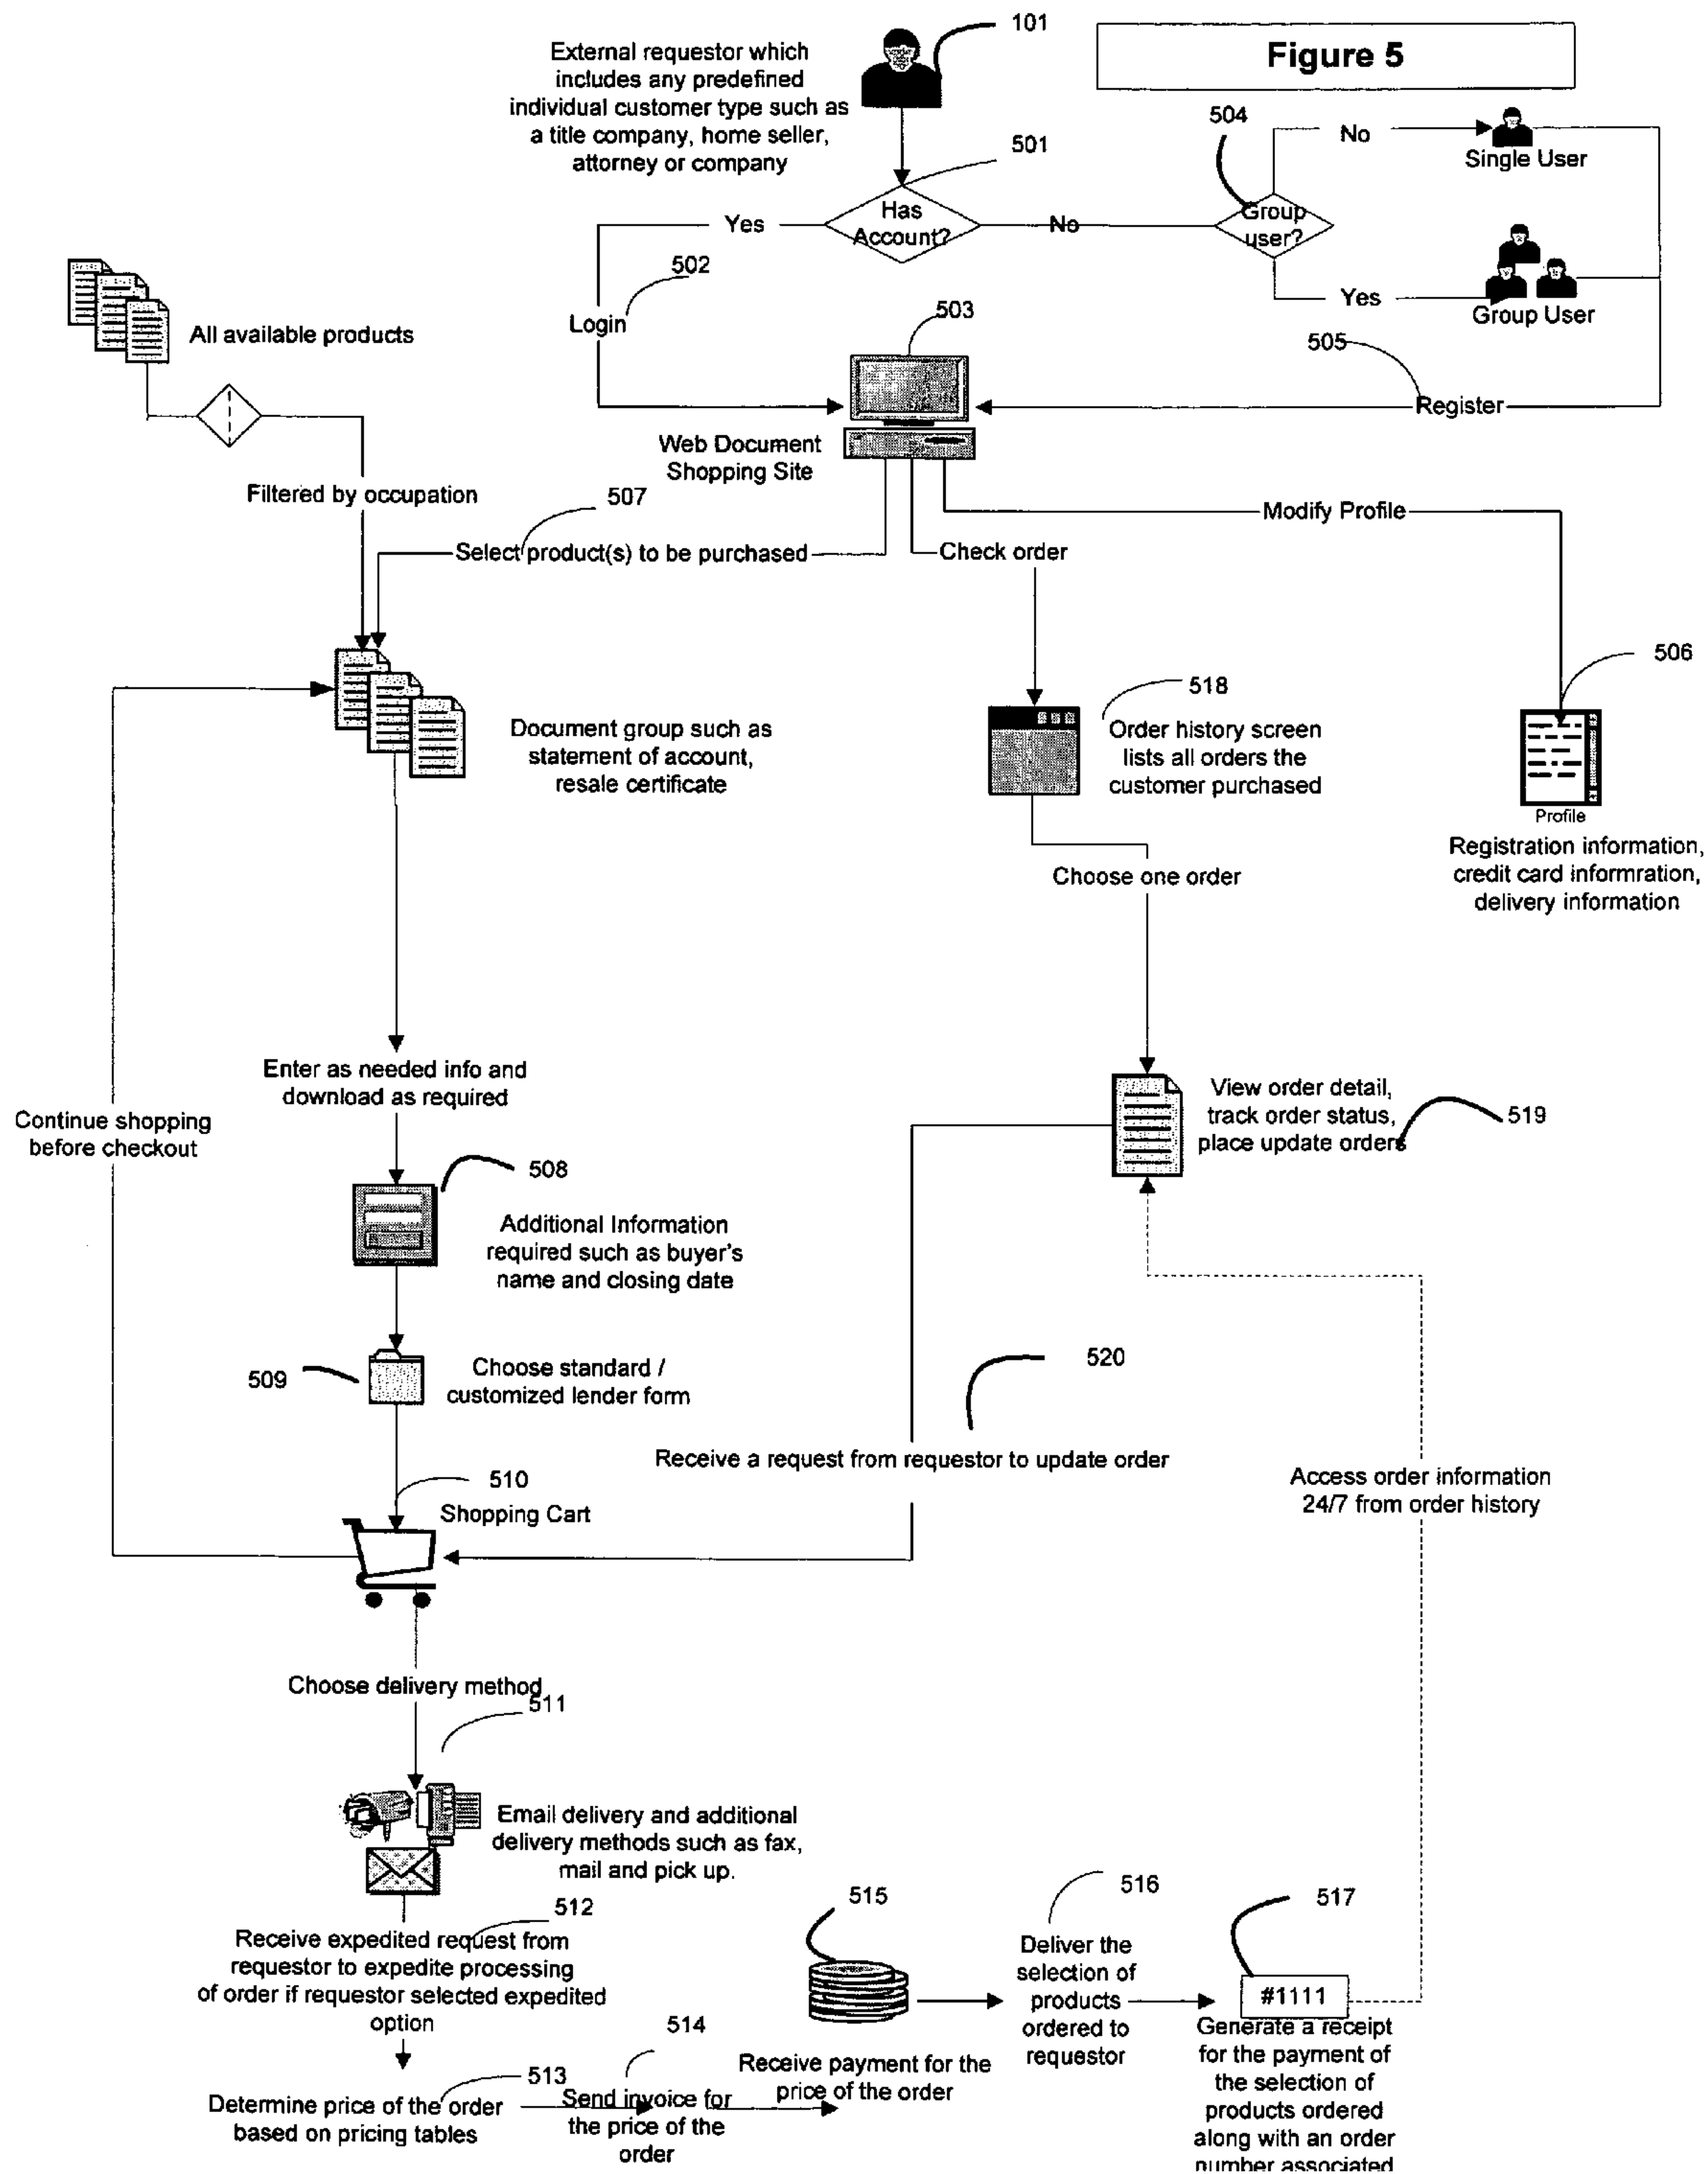 101
Figure 5
External requestor which
includes any predefined
individual customer type such as
a title company, home seller,
attorney or company
504
501
No
Single User
Has
Account?
Yes
No
Group
user?
502
Login
Yes
Group User
503
505
All available products
Register
Web Document
Shopping Site
Filtered by occupation
507
Modify Profile
Select product(s) to be purchased
Check order
506
518
Document group such as
statement of account,
resale certificate
Order history screen
lists all orders the
customer purchased
Profile
Registration information,
credit card informration,
delivery information
Choose one order
Enter as needed info and
download as required
Continue shopping
before checkout
View order detail,
track order status,
place update orders
519
508
Additional Information
required such as buyer's
name and closing date
509
Choose standard /
customized lender form
520
Receive a request from requestor to update order
510
Shopping Cart
Access order information
24/7 from order history
Choose delivery method
511
Email delivery and additional
delivery methods such as fax,
mail and pick up.
512
Receive expedited request from
requestor to expedite processing
of order if requestor selected expedited
option
513
Determine price of the order
based on pricing tables
514
Send invoice for
the price of the
order
515
Receive payment for the
price of the order
516
Deliver the
selection of
products
ordered to
requestor
517
#1111
Generate a receipt
for the payment of
the selection of
products ordered
along with an order
number associated